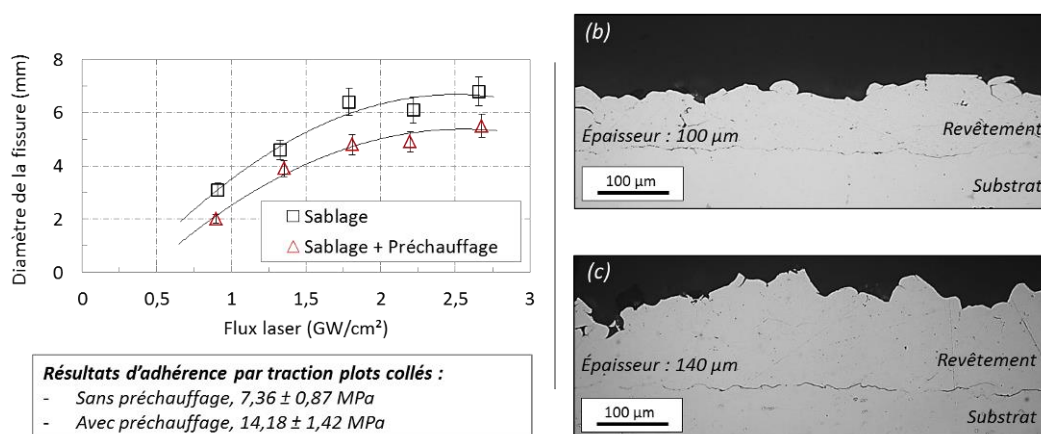 Diamètre de la fissure (mm)
8
6
4
2
0
0
0,5
1
1,5
2
2,5
3
Flux laser (GW/cm²)
Sablage
Sablage + Préchauffage
Résultats d'adhérence par traction plots collés :
- Sans préchauffage, 7,36 ± 0,87 MPa
- Avec préchauffage, 14,18 ± 1,42 MPa
(b)
Épaisseur : 100 µm
Revêtement
100 µm
Substrat
(c)
Épaisseur : 140 µm
Revêtement
100 µm
Substrat